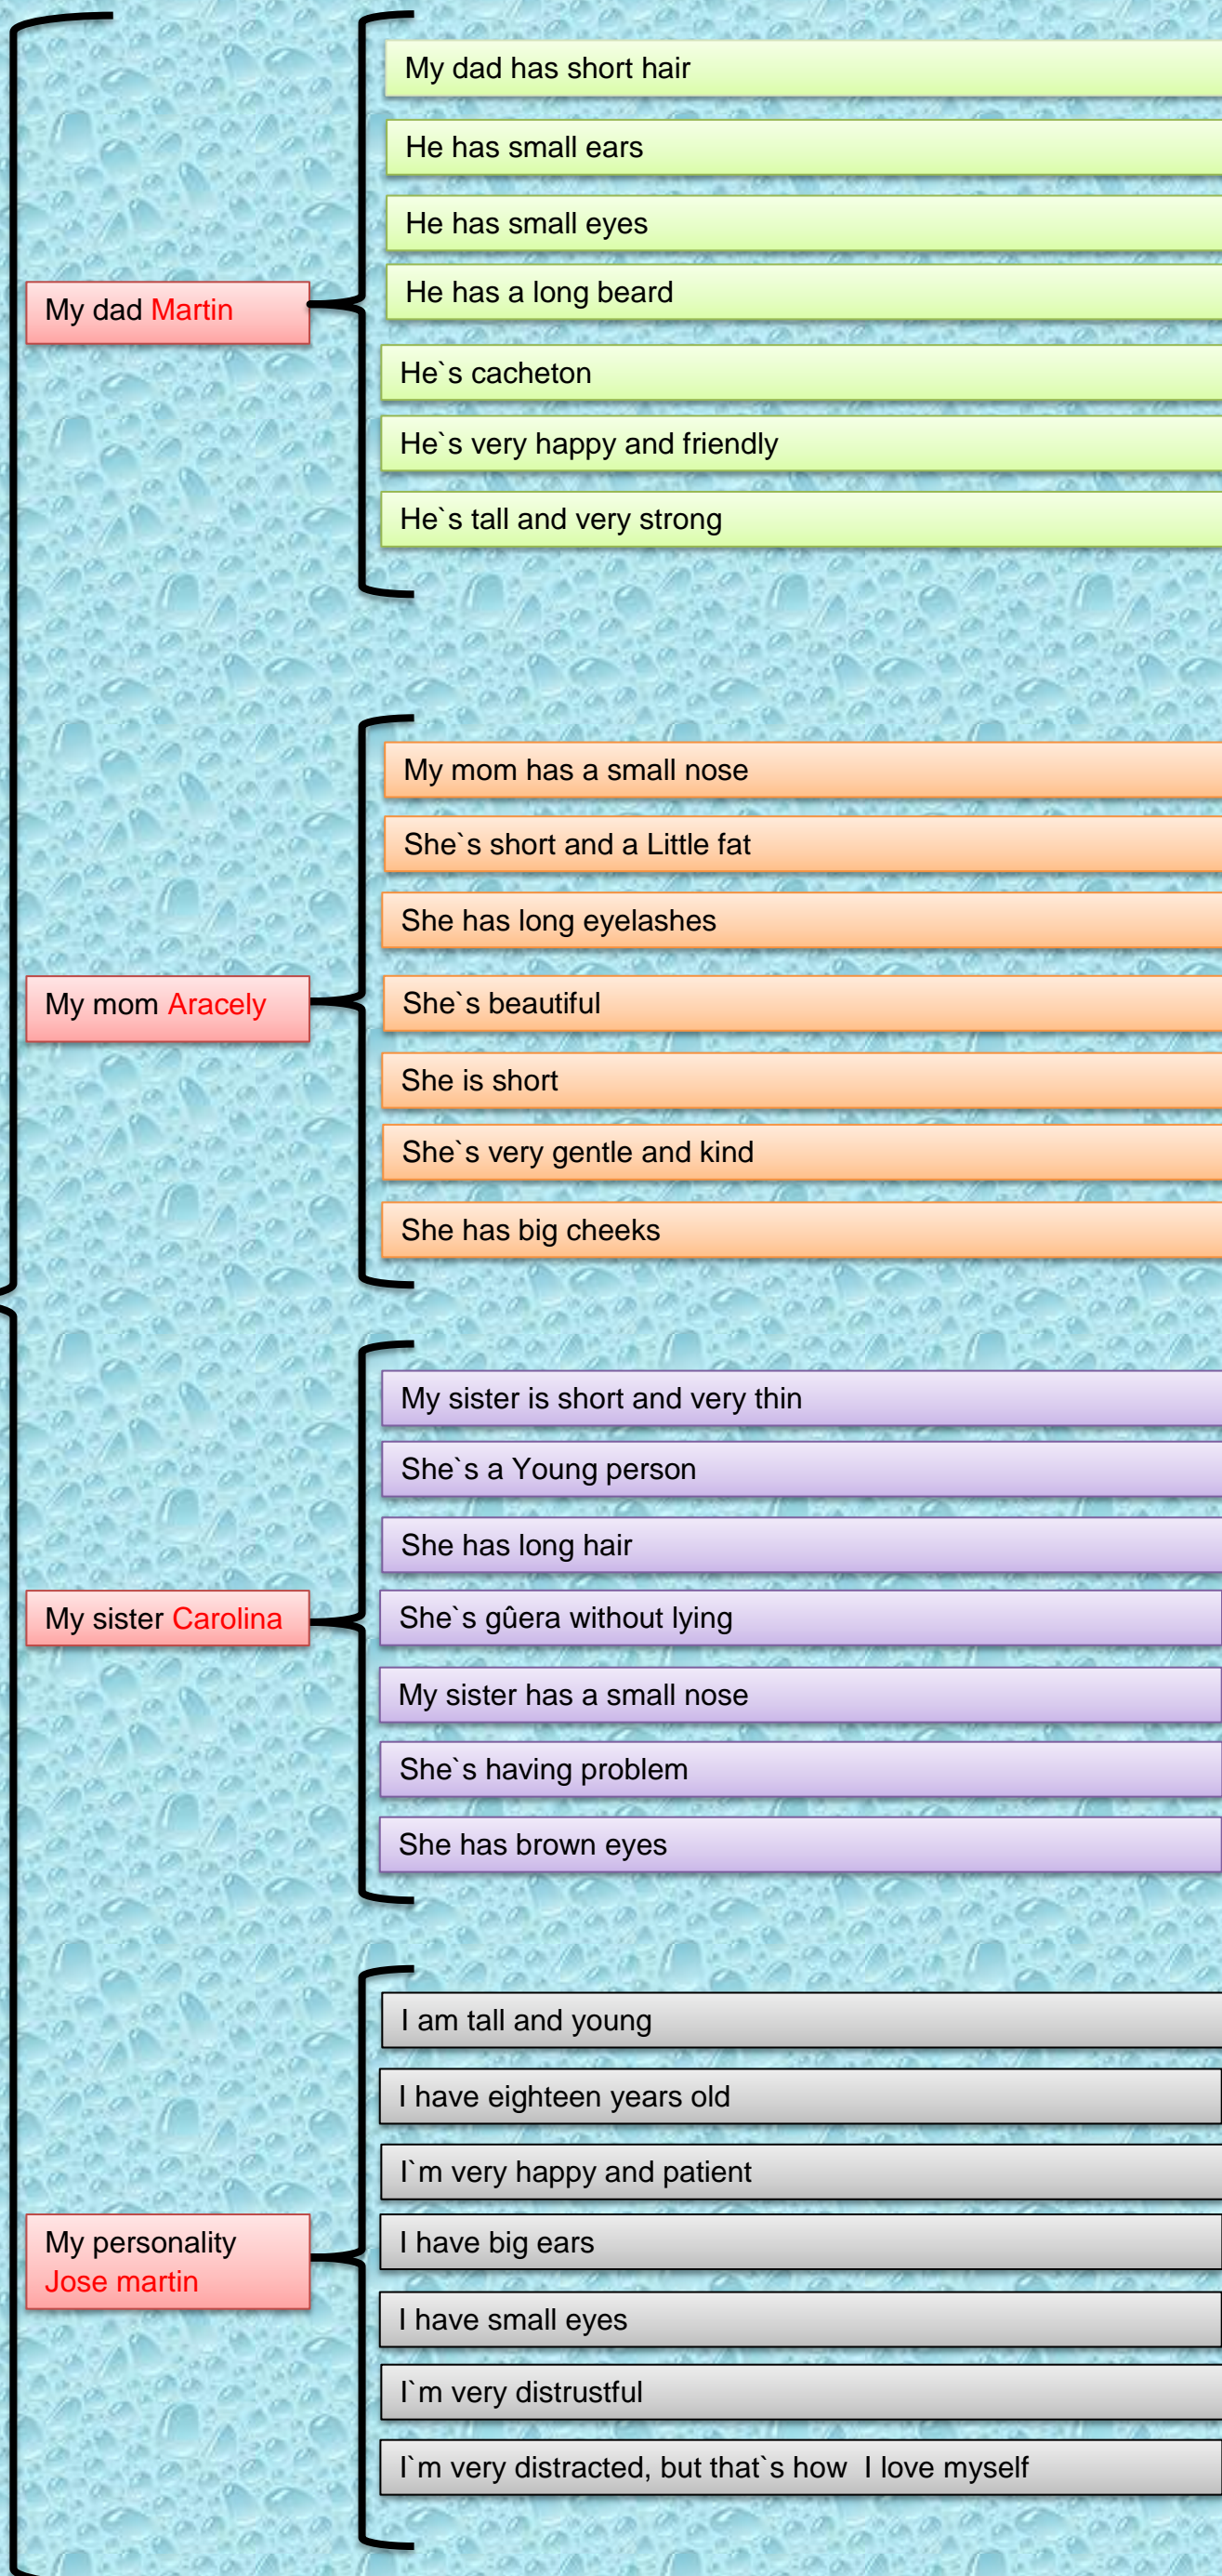 My dad Martin
My dad has short hair
He has small ears
He has small eyes
He has a long beard
He`s cacheton
He`s very happy and friendly
He`s tall and very strong
My mom Aracely
My mom has a small nose
She`s short and a Little fat
She has long eyelashes
She`s beautiful
She is short
She`s very gentle and kind
She has big cheeks
My sister Carolina
My sister is short and very thin
She`s a Young person
She has long hair
She`s gûera without lying
My sister has a small nose
She`s having problem
She has brown eyes
My personality
Jose martin
I am tall and young
I have eighteen years old
I`m very happy and patient
I have big ears
I have small eyes
I`m very distrustful
I`m very distracted, but that`s how  I love myself